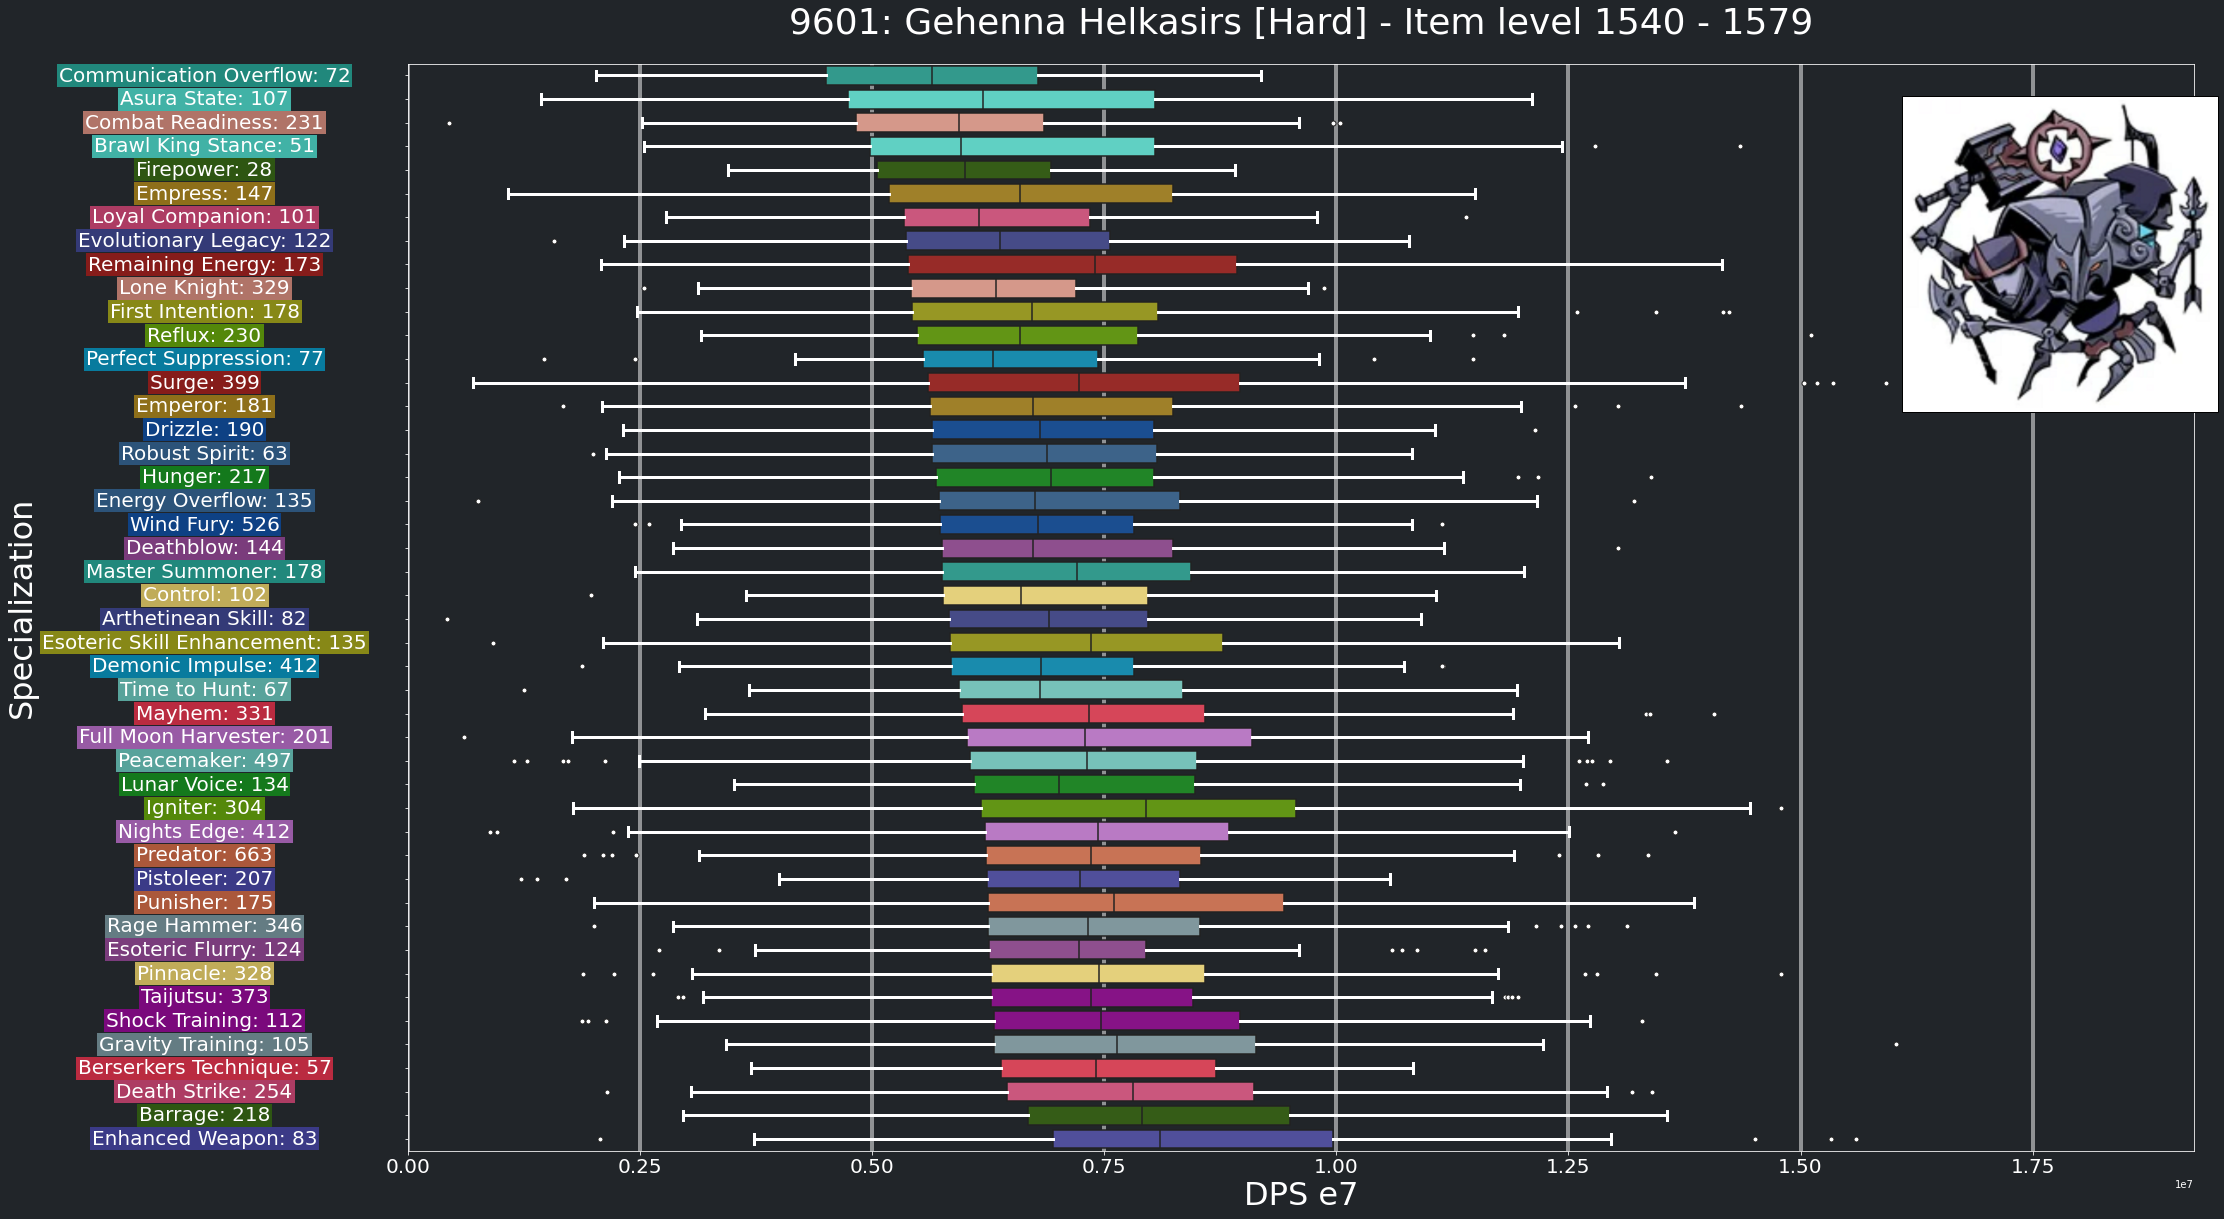 9601: Gehenna Helkasirs [Hard] - Item level 1540 - 1579
Specialization
Communication Overflow: 72
Asura State: 107
Combat Readiness: 231
Brawl King Stance: 51
Firepower: 28
Empress: 147
Loyal Companion: 101
Evolutionary Legacy: 122
Remaining Energy: 173
Lone Knight: 329
First Intention: 178
Reflux: 230
Perfect Suppression: 77
Surge: 399
Emperor: 181
Drizzle: 190
Robust Spirit: 63
Hunger: 217
Energy Overflow: 135
Wind Fury: 526
Deathblow: 144
Master Summoner: 178
Control: 102
Arthetinean Skill: 82
Esoteric Skill Enhancement: 135
Demonic Impulse: 412
Time to Hunt: 67
Mayhem: 331
Full Moon Harvester: 201
Peacemaker: 497
Lunar Voice: 134
Igniter: 304
Nights Edge: 412
Predator: 663
Pistoleer: 207
Punisher: 175
Rage Hammer: 346
Esoteric Flurry: 124
Pinnacle: 328
Taijutsu: 373
Shock Training: 112
Gravity Training: 105
Berserkers Technique: 57
Death Strike: 254
Barrage: 218
Enhanced Weapon: 83
0.00 0.25 0.50 0.75 1.00 1.25 1.50 1.75
1e7
DPS e7